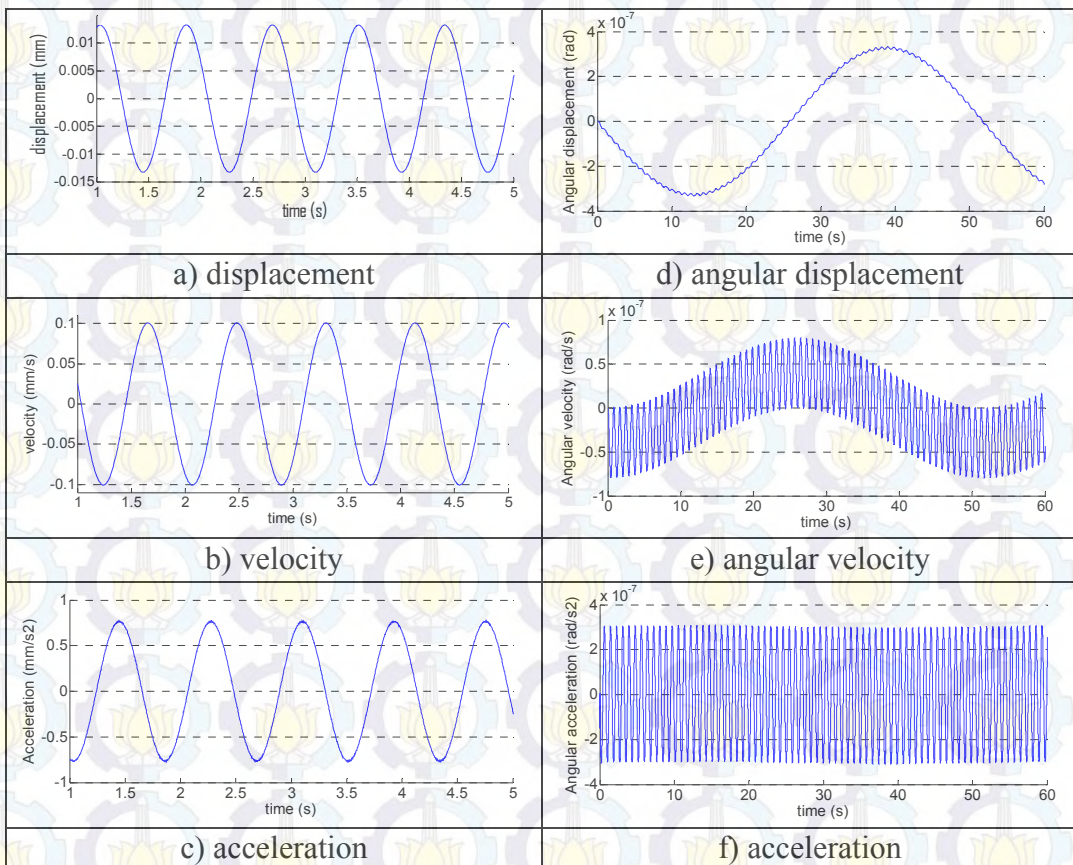 displacement (mm)
0.01
0.005
0
-0.005
-0.01
-0.015
1 1.5 2 2.5 3 3.5 4 4.5 5
time (s)
a) displacement
x 10-7
Angular displacement (rad)
4
2
0
-2
-4
0 10 20 30 40 50 60
time (s)
d) angular displacement
velocity (mm/s)
0.1
0.05
0
-0.05
-0.1
1 1.5 2 2.5 3 3.5 4 4.5 5
time (s)
b) velocity
x 10-7
Angular velocity (rad/s)
1
0.5
0
-0.5
-1
0 10 20 30 40 50 60
time (s)
e) angular velocity
Acceleration (mm/s2)
1
0.5
0
-0.5
-1
1 1.5 2 2.5 3 3.5 4 4.5 5
time (s)
c) acceleration
x 10-7
Angular acceleration (rad/s2)
4
2
0
-2
-4
0 10 20 30 40 50 60
time (s)
f) acceleration